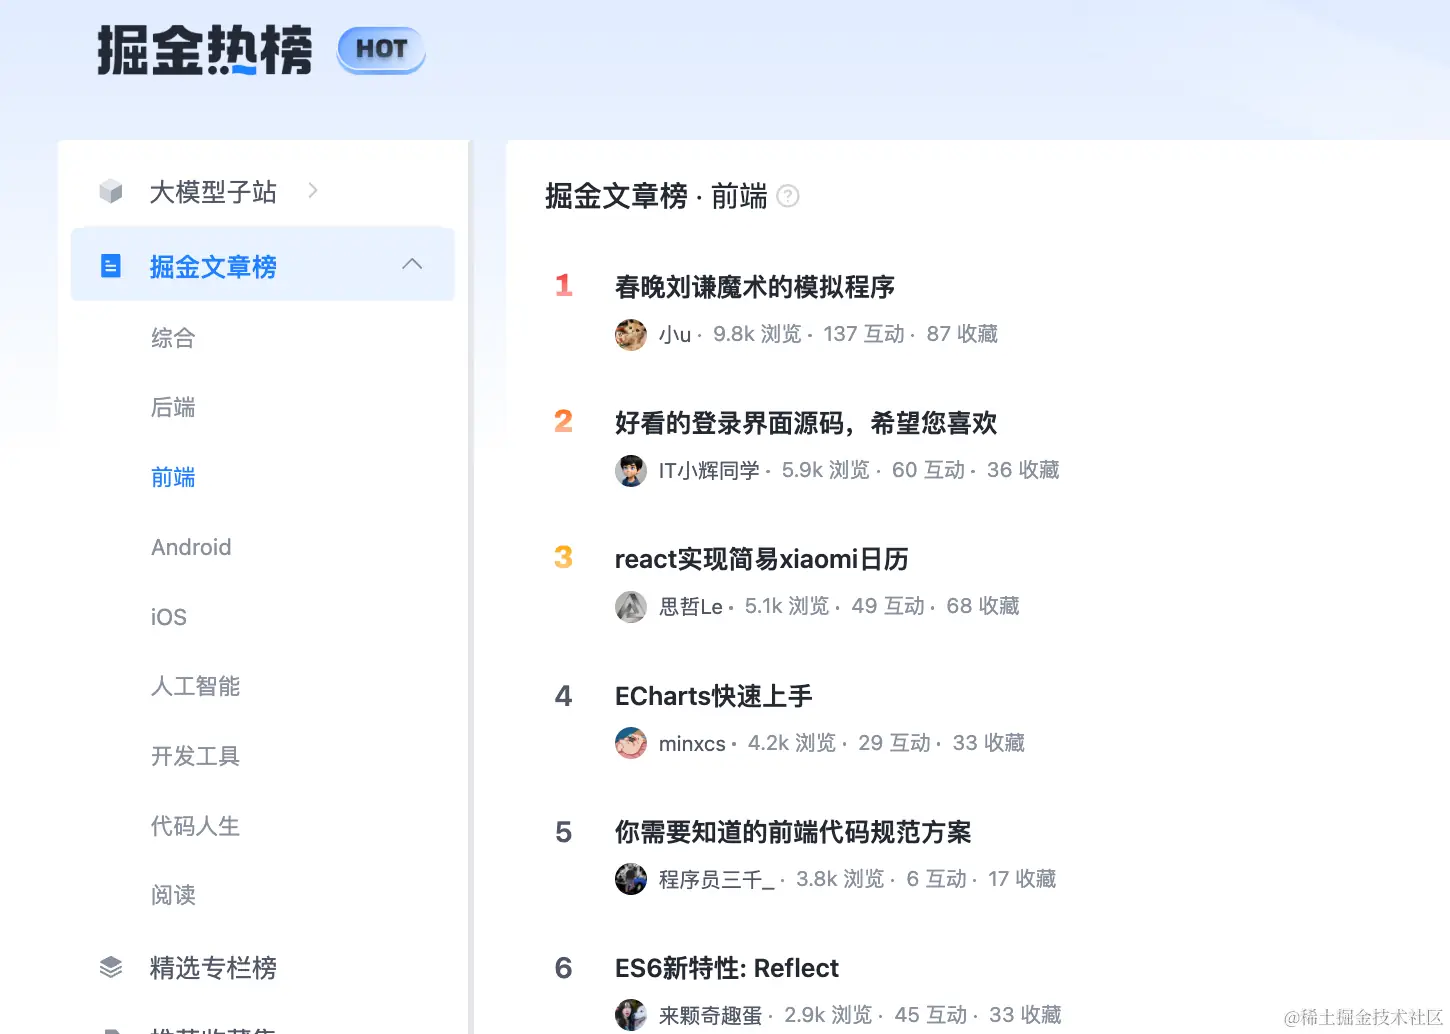 掘金热榜 HOT
大模型子站
掘金文章榜
综合
后端
前端
Android
iOS
人工智能
开发工具
代码人生
阅读
精选专栏榜
掘金文章榜 · 前端 ?
1 春晚刘谦魔术的模拟程序
小u · 9.8k 浏览 · 137 互动 · 87 收藏
2 好看的登录界面源码，希望您喜欢
IT小辉同学 · 5.9k 浏览 · 60 互动 · 36 收藏
3 react实现简易xiaomi日历
思哲Le · 5.1k 浏览 · 49 互动 · 68 收藏
4 ECharts快速上手
minxcs · 4.2k 浏览 · 29 互动 · 33 收藏
5 你需要知道的前端代码规范方案
程序员三千_ · 3.8k 浏览 · 6 互动 · 17 收藏
6 ES6新特性: Reflect
来颗奇趣蛋 · 2.9k 浏览 · 45 互动 · 33 收藏
@稀土掘金技术社区